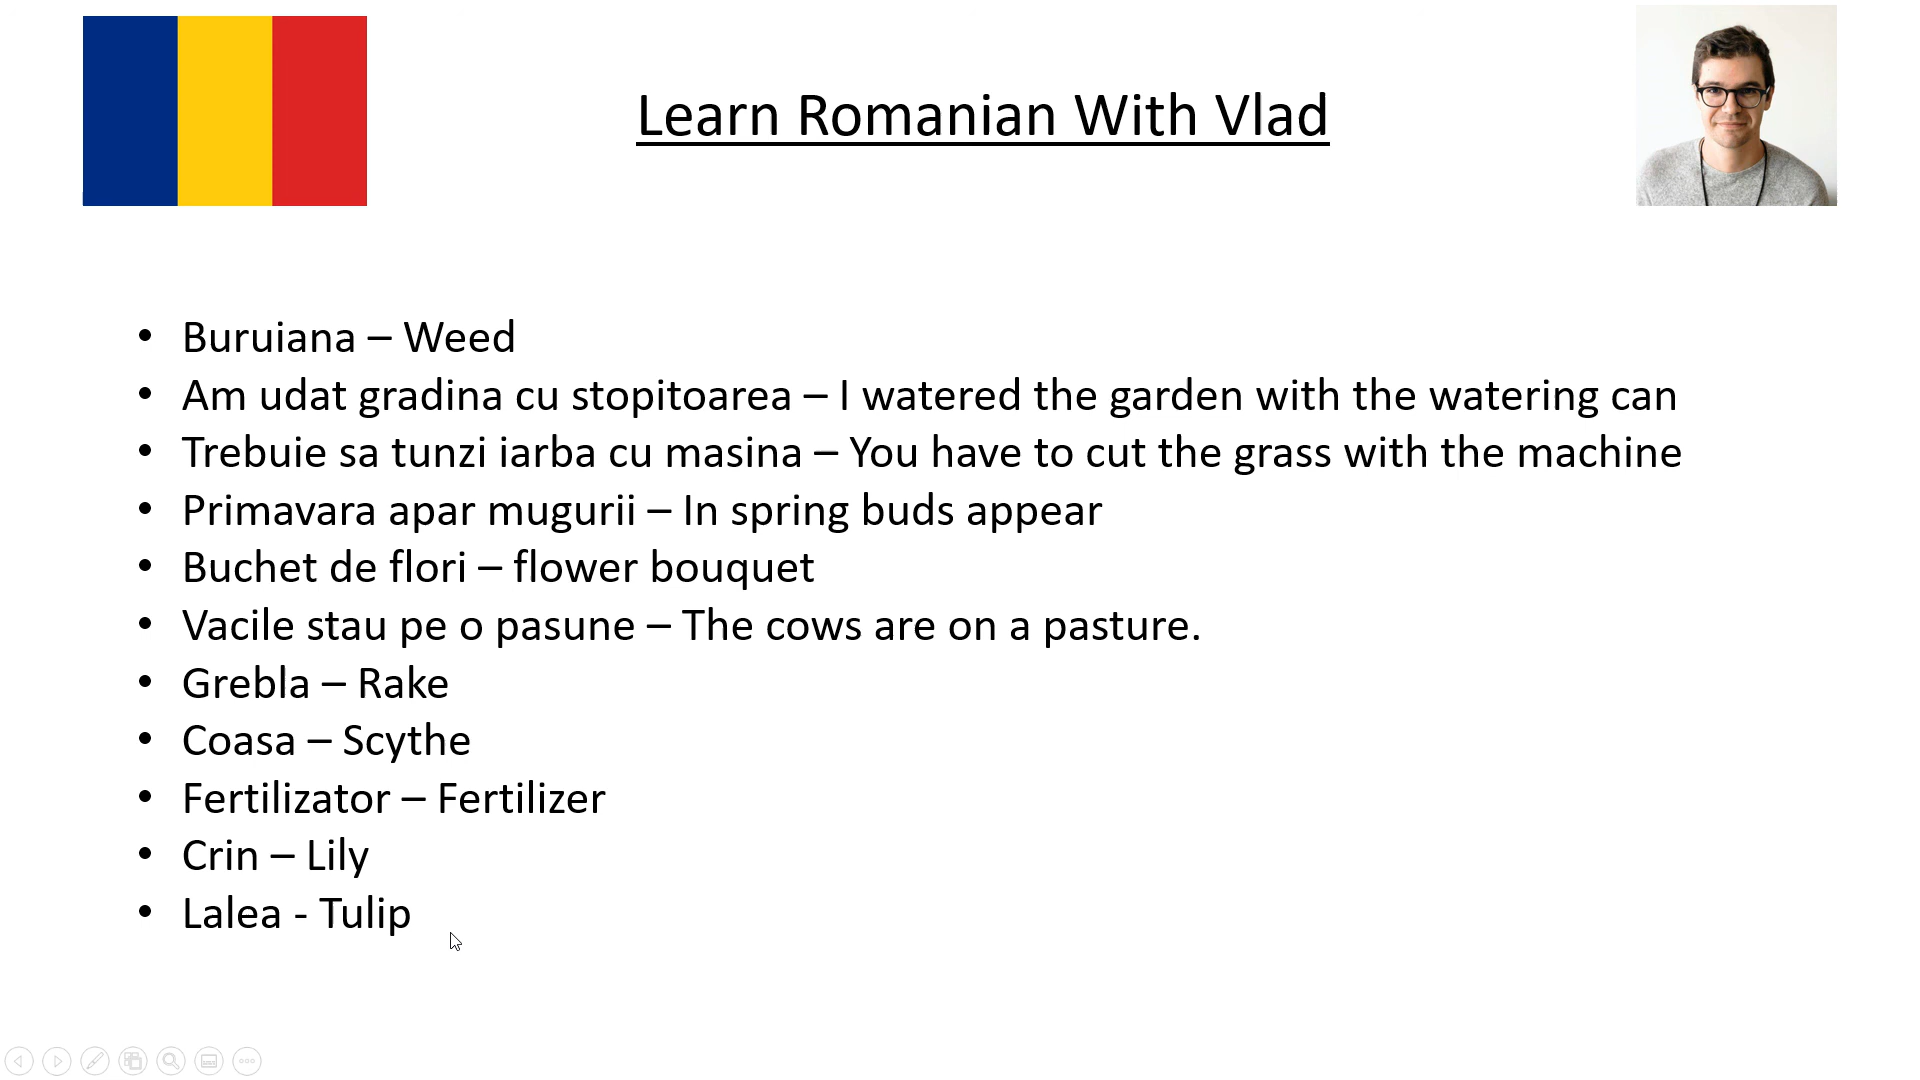 Learn Romanian With Vlad
• Buruiana – Weed
• Am udat gradina cu stopitoarea – I watered the garden with the watering can
• Trebuie sa tunzi iarba cu masina – You have to cut the grass with the machine
• Primavara apar mugurii – In spring buds appear
• Buchet de flori – flower bouquet
• Vacile stau pe o pasune – The cows are on a pasture.
• Grebla – Rake
• Coasa – Scythe
• Fertilizator – Fertilizer
• Crin – Lily
• Lalea - Tulip